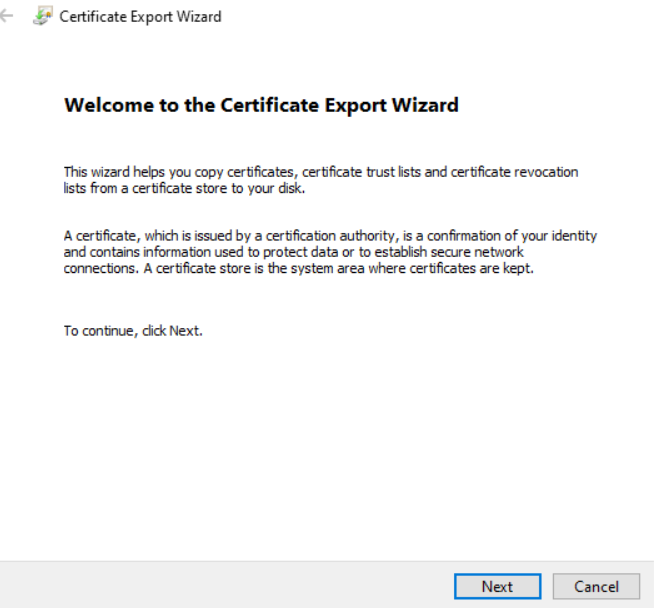 Certificate Export Wizard
Welcome to the Certificate Export Wizard
This wizard helps you copy certificates, certificate trust lists and certificate revocation
lists from a certificate store to your disk.
A certificate, which is issued by a certification authority, is a confirmation of your identity
and contains information used to protect data or to establish secure network
connections. A certificate store is the system area where certificates are kept.
To continue, click Next.
Next
Cancel